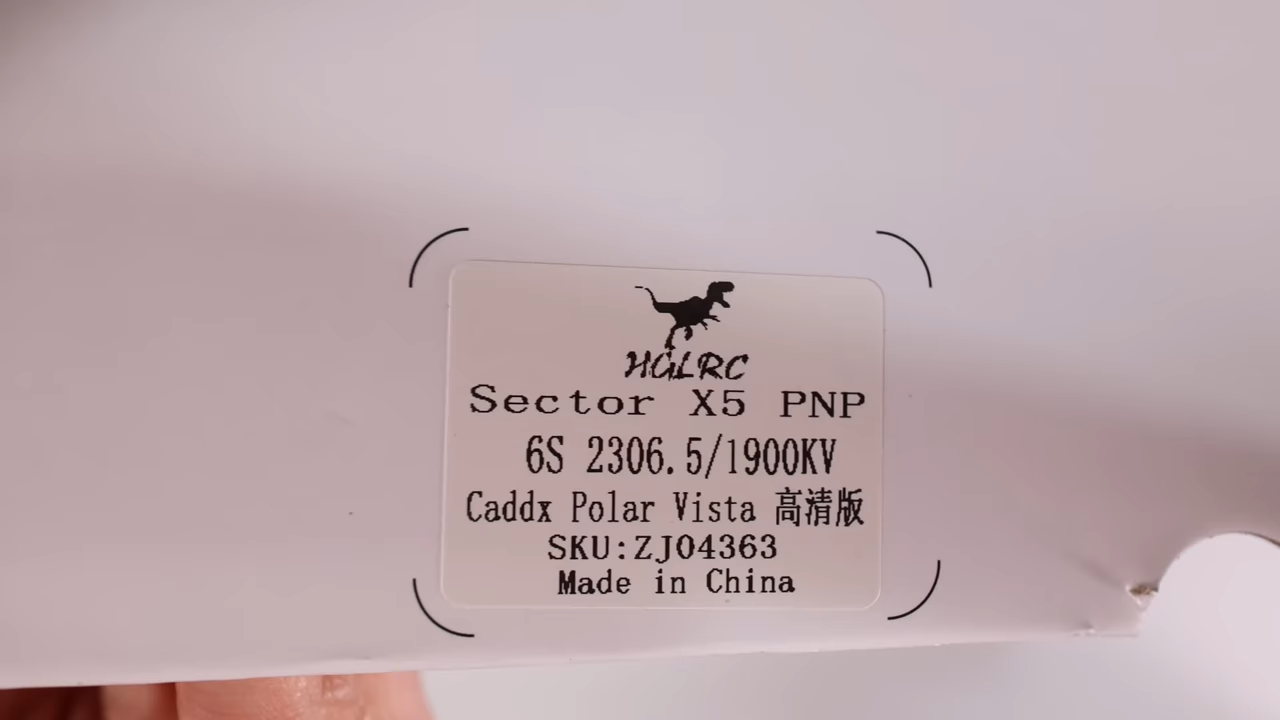 HGLRC
Sector X5 PNP
6S 2306.5/1900KV
Caddx Polar Vista 高清版
SKU:ZJ04363
Made in China